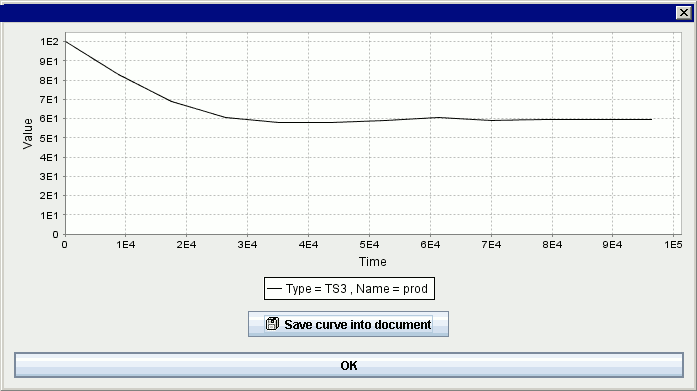 1E2
9E1
8E1
7E1
6E1
5E1
4E1
3E1
2E1
1E1
0
Value
0 1E4 2E4 3E4 4E4 5E4 6E4 7E4 8E4 9E4 1E5
Time
Type = TS3 , Name = prod
Save curve into document
OK